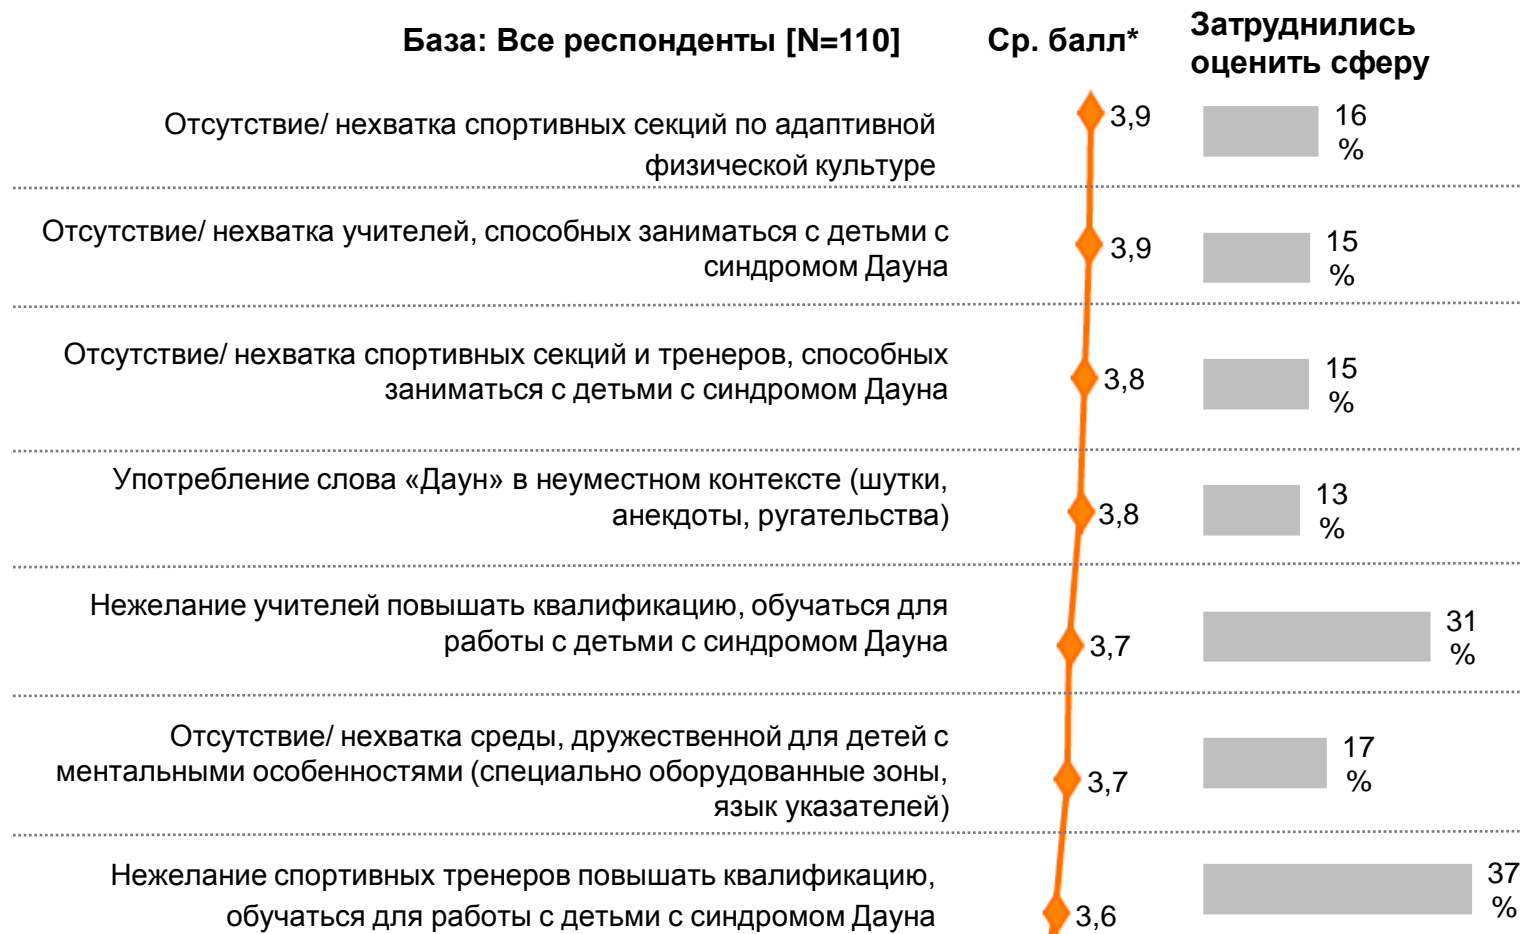 База: Все респонденты [N=110]
Ср. балл*
Затруднились
оценить сферу
Отсутствие/ нехватка спортивных секций по адаптивной
физической культуре
3,9
16
%
Отсутствие/ нехватка учителей, способных заниматься с детьми с
синдромом Дауна
3,9
15
%
Отсутствие/ нехватка спортивных секций и тренеров, способных
заниматься с детьми с синдромом Дауна
3,8
15
%
Употребление слова «Даун» в неуместном контексте (шутки,
анекдоты, ругательства)
3,8
13
%
Нежелание учителей повышать квалификацию, обучаться для
работы с детьми с синдромом Дауна
3,7
31
%
Отсутствие/ нехватка среды, дружественной для детей с
ментальными особенностями (специально оборудованные зоны,
язык указателей)
3,7
17
%
Нежелание спортивных тренеров повышать квалификацию,
обучаться для работы с детьми с синдромом Дауна
3,6
37
%